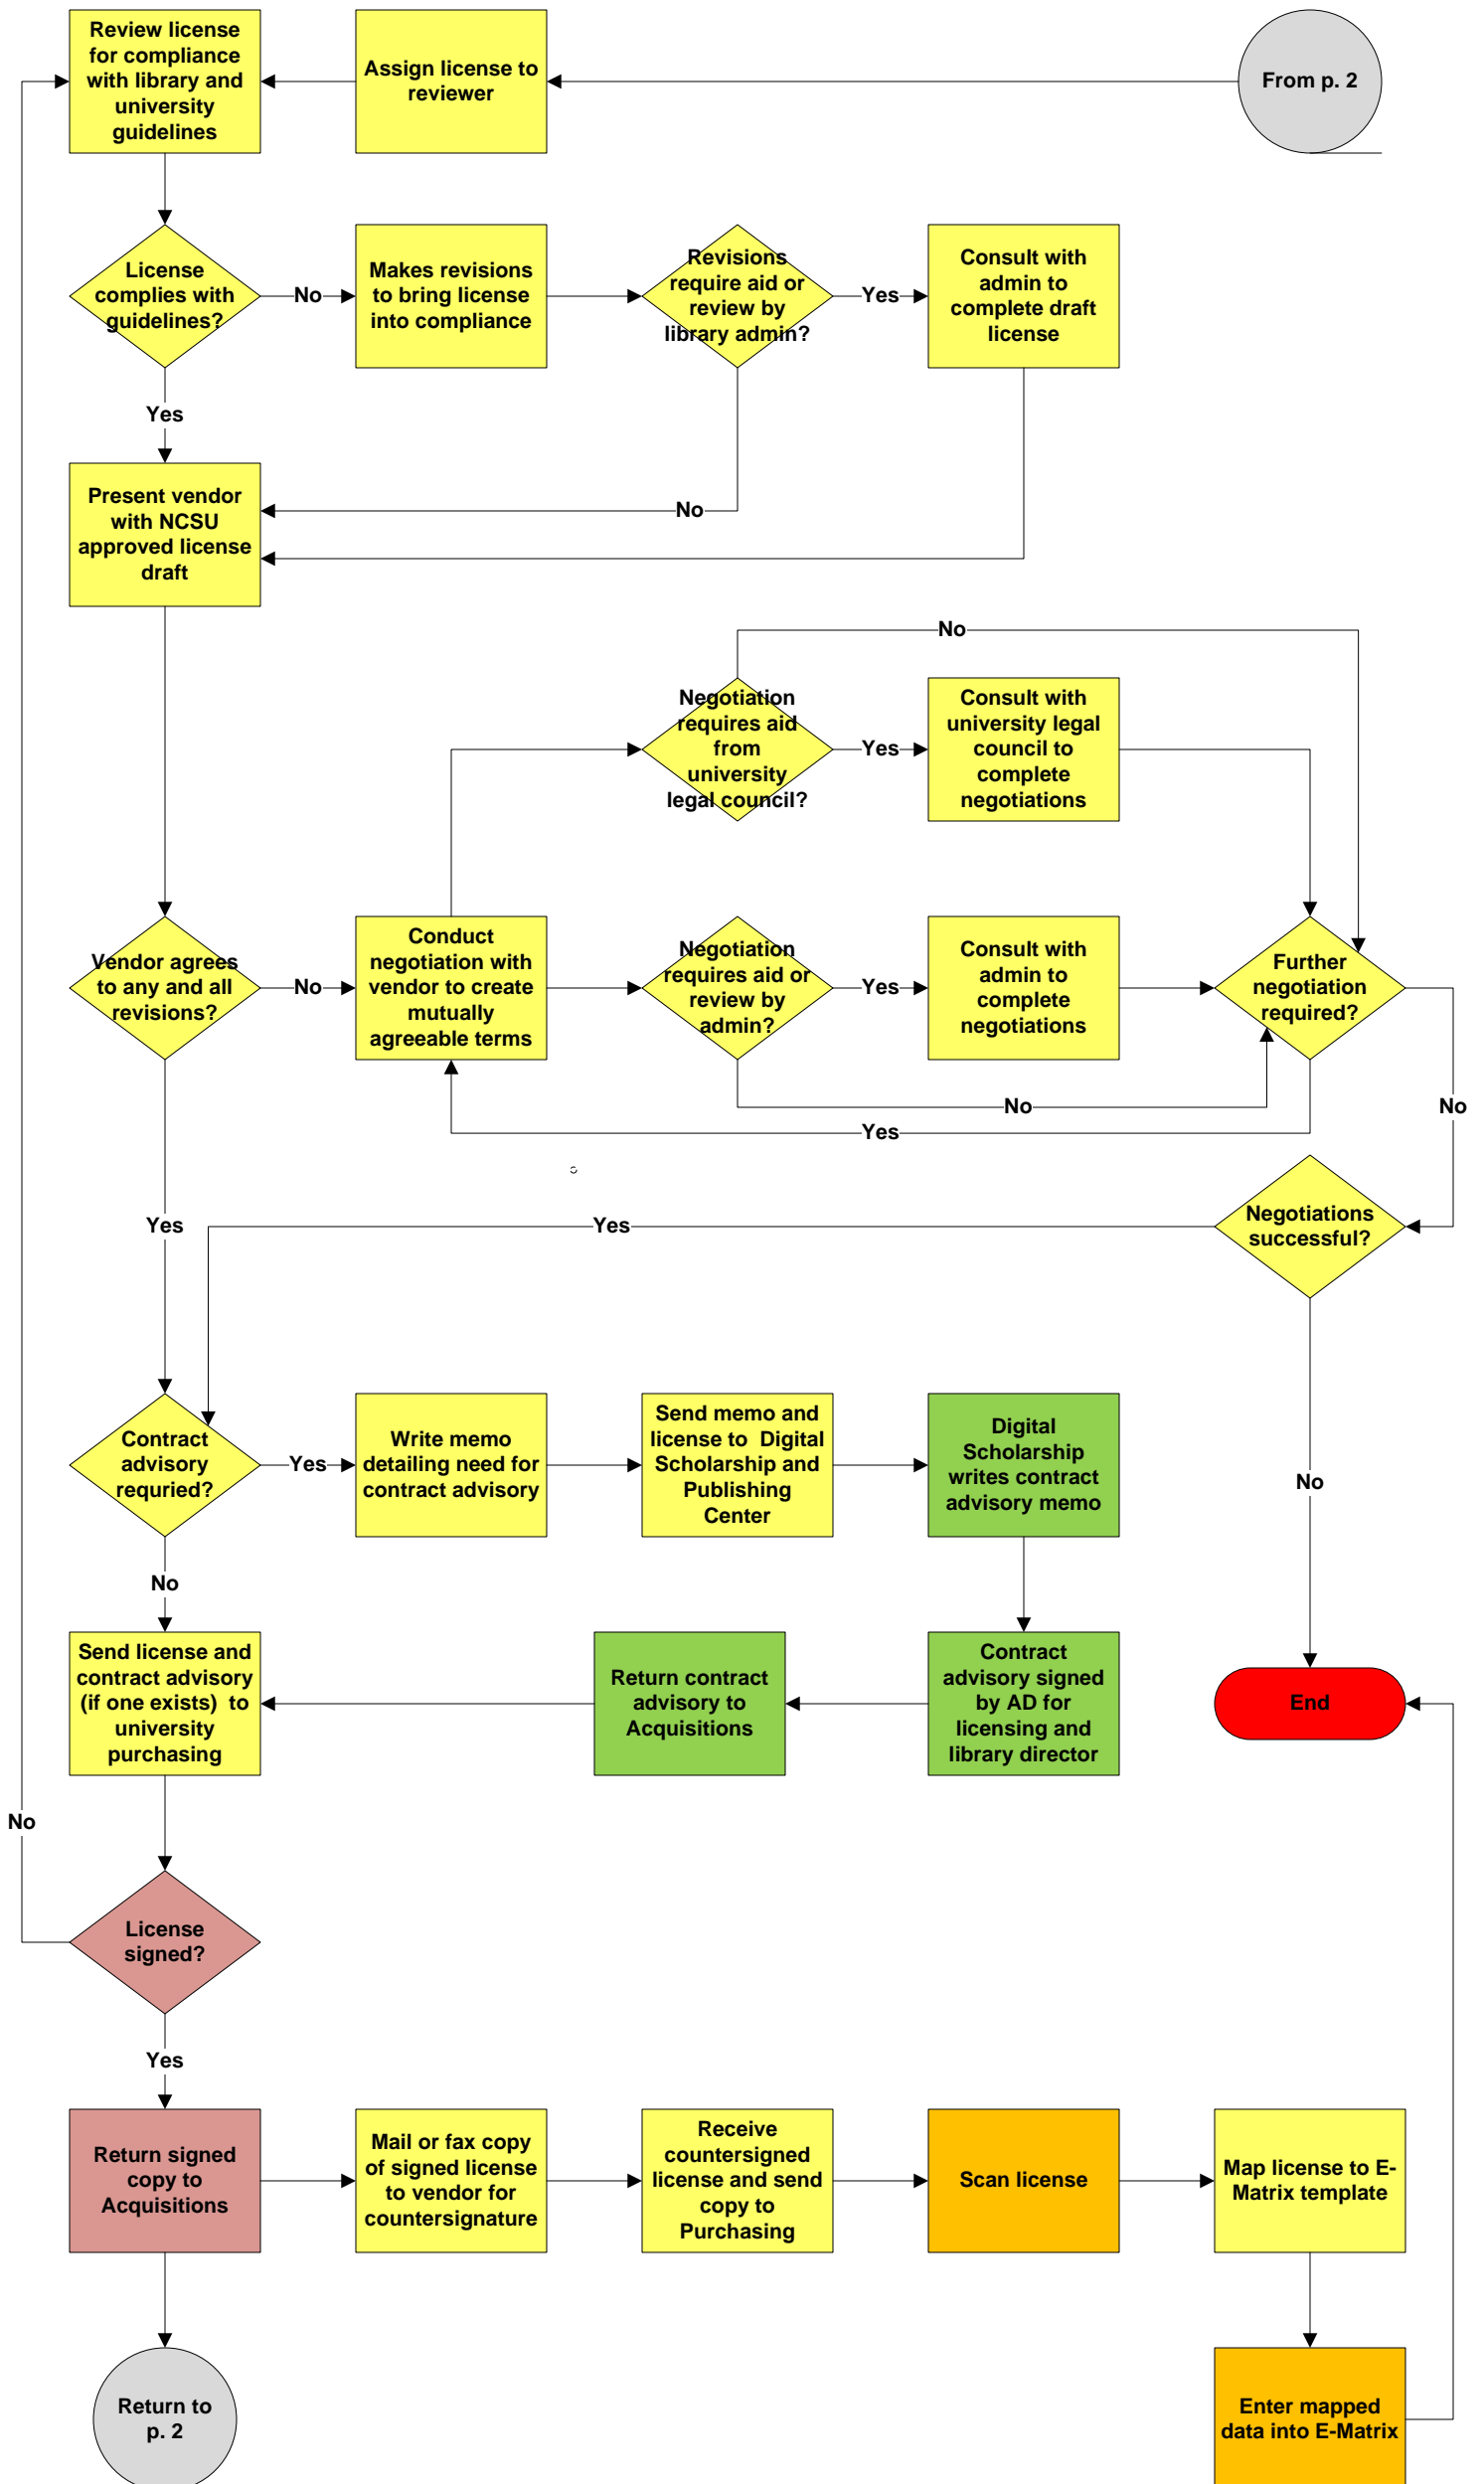 Review license
for compliance
with library and
university
guidelines
Assign license to
reviewer
From p. 2
License
complies with
guidelines?
No
Makes revisions
to bring license
into compliance
Revisions
require aid or
review by
library admin?
Yes
Consult with
admin to
complete draft
license
Yes
Present vendor
with NCSU
approved license
draft
No
No
Negotiation
requires aid
from
university
legal council?
Yes
Consult with
university legal
council to
complete
negotiations
Vendor agrees
to any and all
revisions?
No
Conduct
negotiation with
vendor to create
mutually
agreeable terms
Negotiation
requires aid or
review by
admin?
Yes
Consult with
admin to
complete
negotiations
Further
negotiation
required?
No
No
Yes
Yes
Yes
Negotiations
successful?
Contract
advisory
requried?
Yes
Write memo
detailing need for
contract advisory
Send memo and
license to  Digital
Scholarship and
Publishing
Center
Digital
Scholarship
writes contract
advisory memo
No
No
Send license and
contract advisory
(if one exists)  to
university
purchasing
Return contract
advisory to
Acquisitions
Contract
advisory signed
by AD for
licensing and
library director
End
No
License
signed?
Yes
Return signed
copy to
Acquisitions
Mail or fax copy
of signed license
to vendor for
countersignature
Receive
countersigned
license and send
copy to
Purchasing
Scan license
Map license to E-
Matrix template
Return to
p. 2
Enter mapped
data into E-Matrix